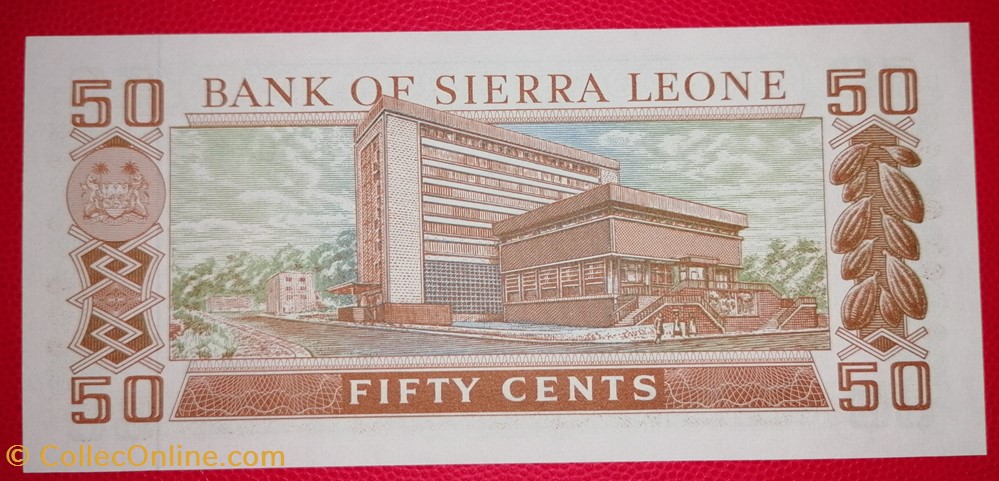 50 BANK OF SIERRA LEONE 50
50 FIFTY CENTS 50
© CollecOnline.com